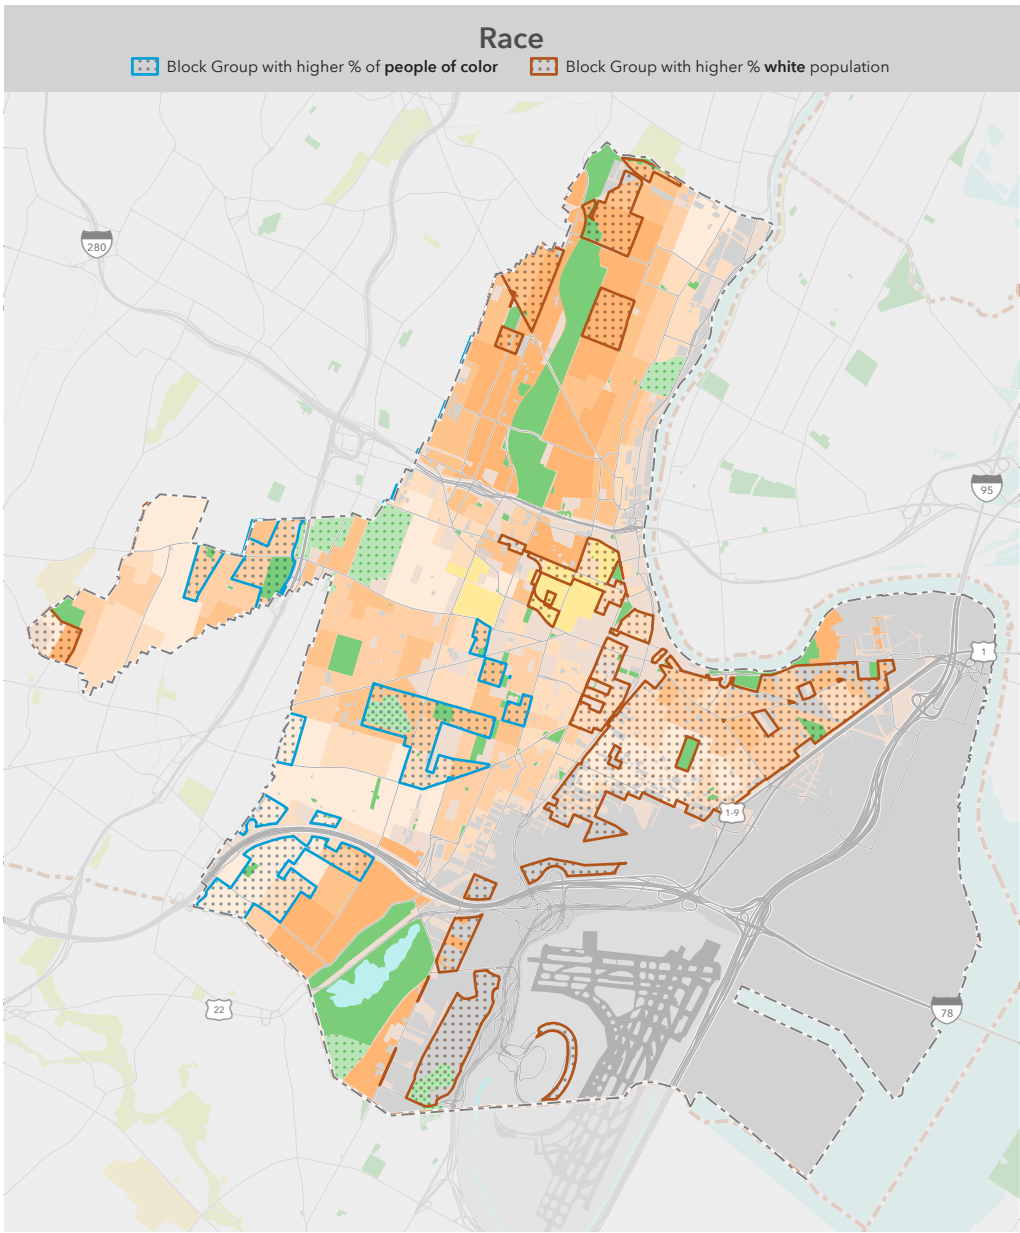 Race
Block Group with higher % of people of color
Block Group with higher % white population
280
95
1
1-9
22
78